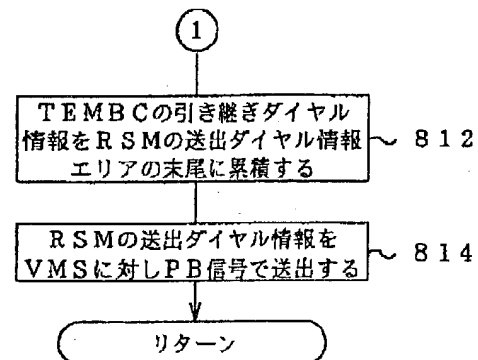 1
TEMBCの引き継ぎダイヤル
情報をRSMの送出ダイヤル情報
エリアの末尾に累積する
812
RSMの送出ダイヤル情報を
VMSに対しPB信号で送出する
814
リターン